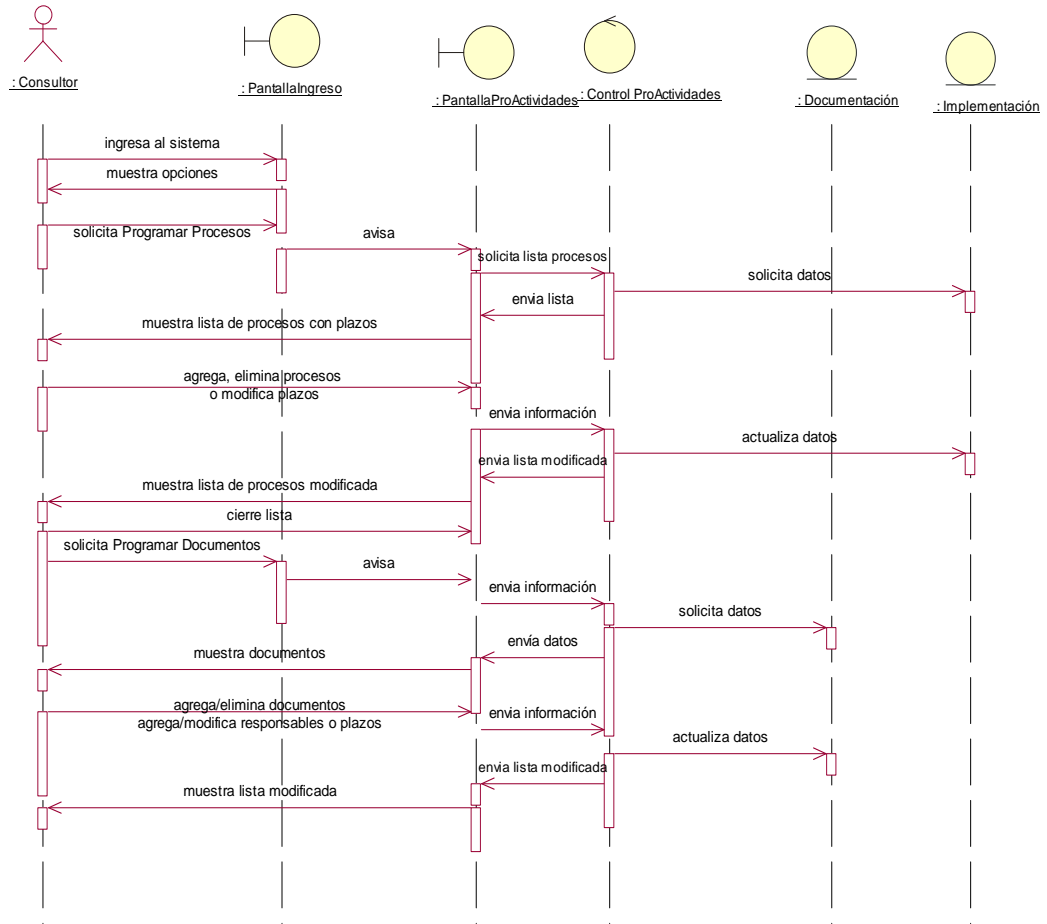 : Consultor
: PantallaIngreso
: PantallaProActividades
: Control ProActividades
: Documentación
: Implementación
ingresa al sistema
muestra opciones
solicita Programar Procesos
avisa
solicita lista procesos
solicita datos
envia lista
muestra lista de procesos con plazos
agrega, elimina procesos
o modifica plazos
envia información
actualiza datos
envia lista modificada
muestra lista de procesos modificada
cierre lista
solicita Programar Documentos
avisa
envia información
solicita datos
envía datos
muestra documentos
agrega/elimina documentos
agrega/modifica responsables o plazos
envia información
actualiza datos
envia lista modificada
muestra lista modificada